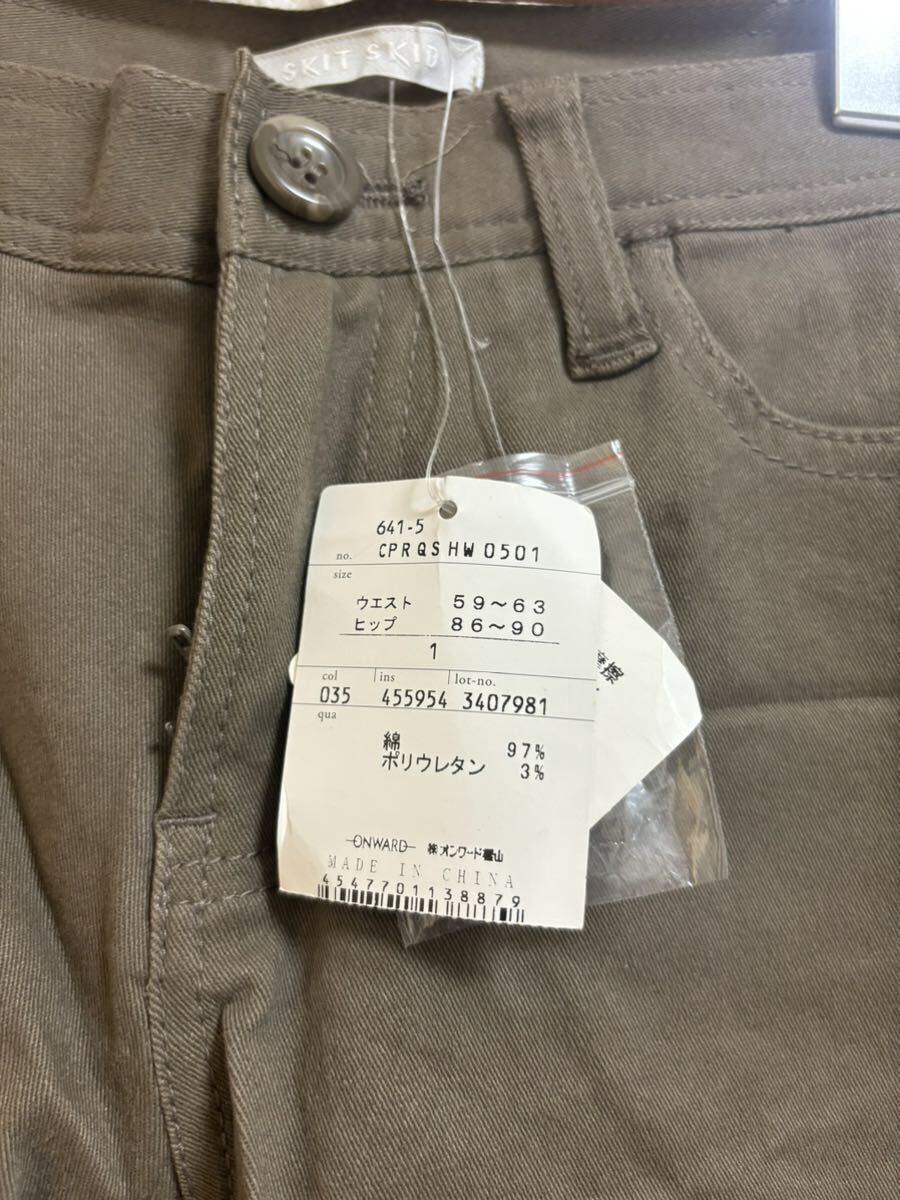 SKIT SKID
641-5
no. CPRQSHW0501
size
ウエスト 59〜63
ヒップ 86〜90
1
col ins lot-no.
035 455954 3407981
qua
綿 97%
ポリウレタン 3%
ONWARD ㈱オンワード樫山
MADE IN CHINA
4547701138879
擦